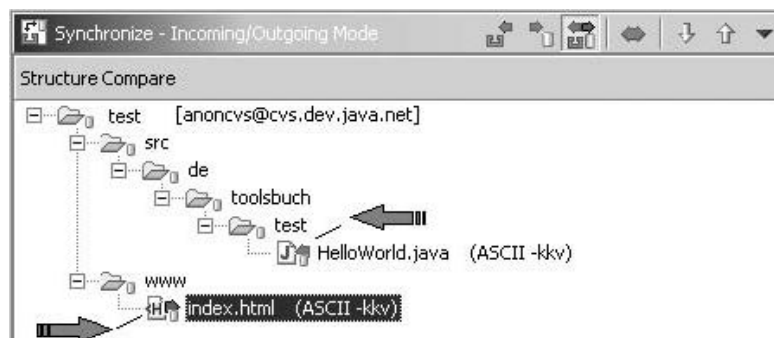 Synchronize - Incoming/Outgoing Mode
Structure Compare
test [anoncvs@cvs.dev.java.net]
src
de
toolsbuch
test
HelloWorld.java (ASCII -kkv)
www
index.html (ASCII -kkv)